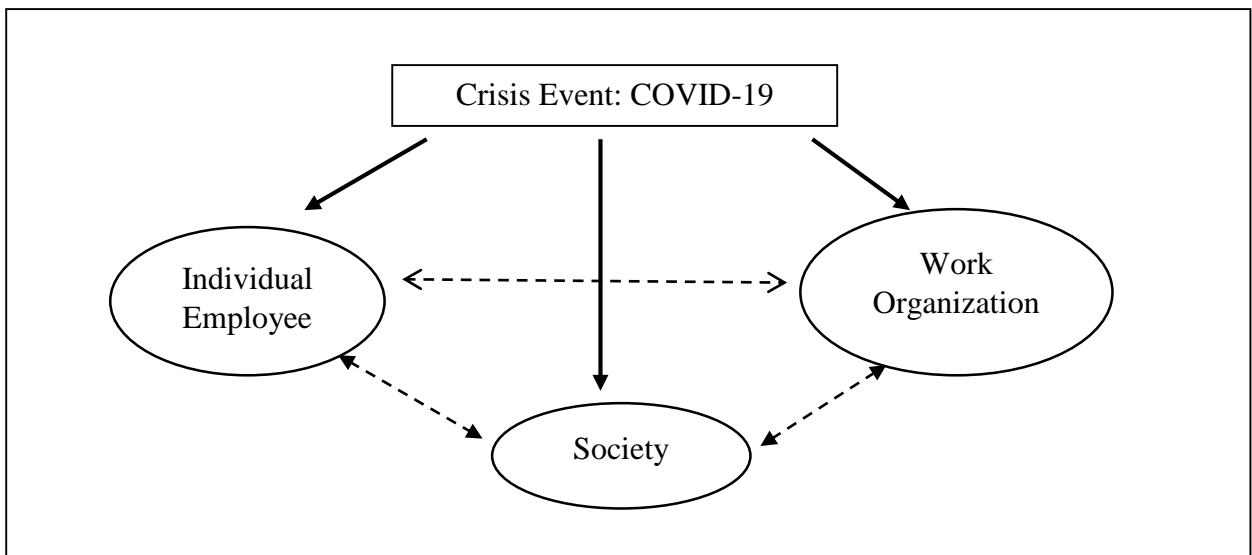 Crisis Event: COVID-19
Individual
Employee
Work
Organization
Society